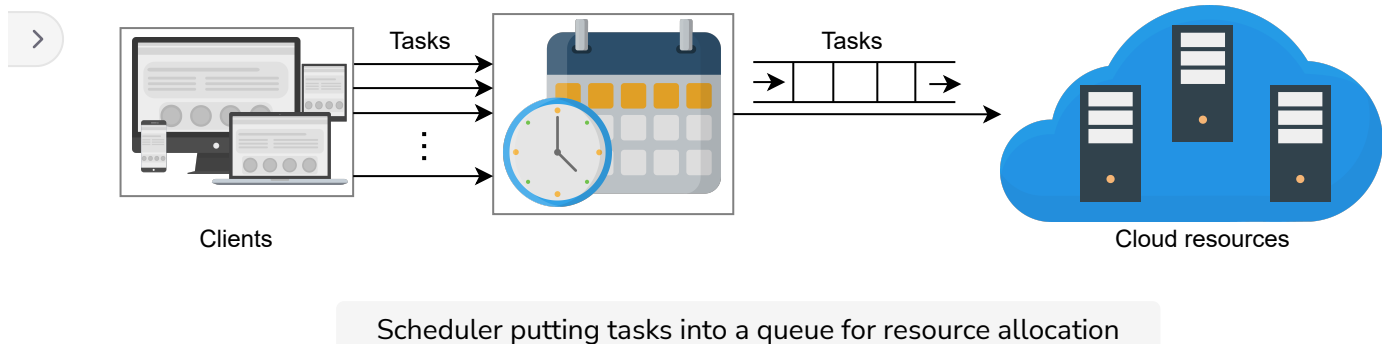 Tasks
Tasks
Clients
Cloud resources
Scheduler putting tasks into a queue for resource allocation